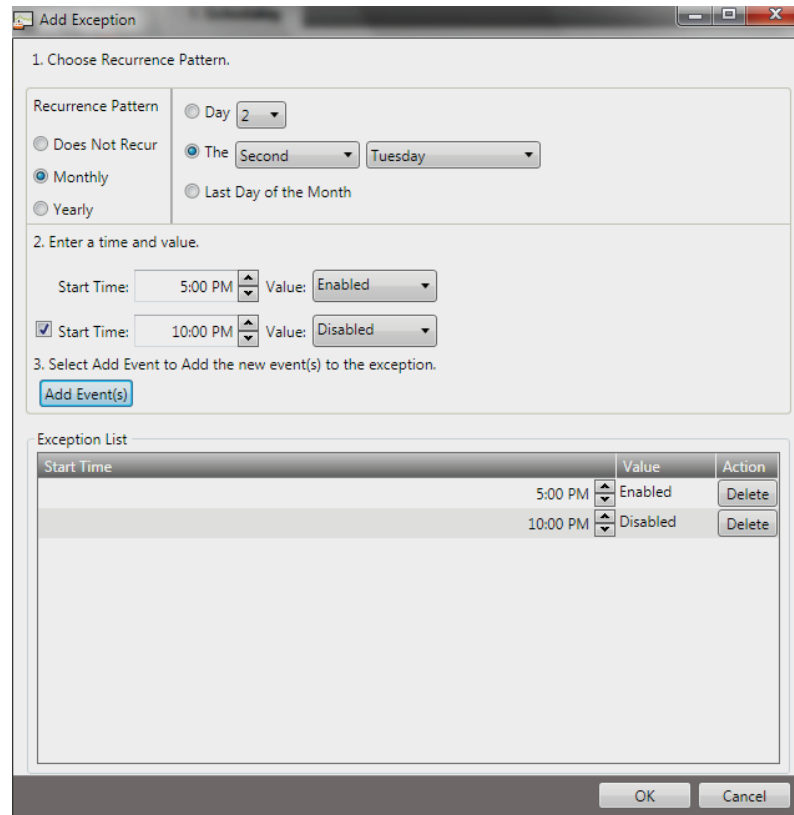 Add Exception
1. Choose Recurrence Pattern.
Recurrence Pattern
Does Not Recur
Monthly
Yearly
Day 2
The Second Tuesday
Last Day of the Month
2. Enter a time and value.
Start Time: 5:00 PM Value: Enabled
Start Time: 10:00 PM Value: Disabled
3. Select Add Event to Add the new event(s) to the exception.
Add Event(s)
Exception List
Start Time Value Action
5:00 PM Enabled Delete
10:00 PM Disabled Delete
OK Cancel